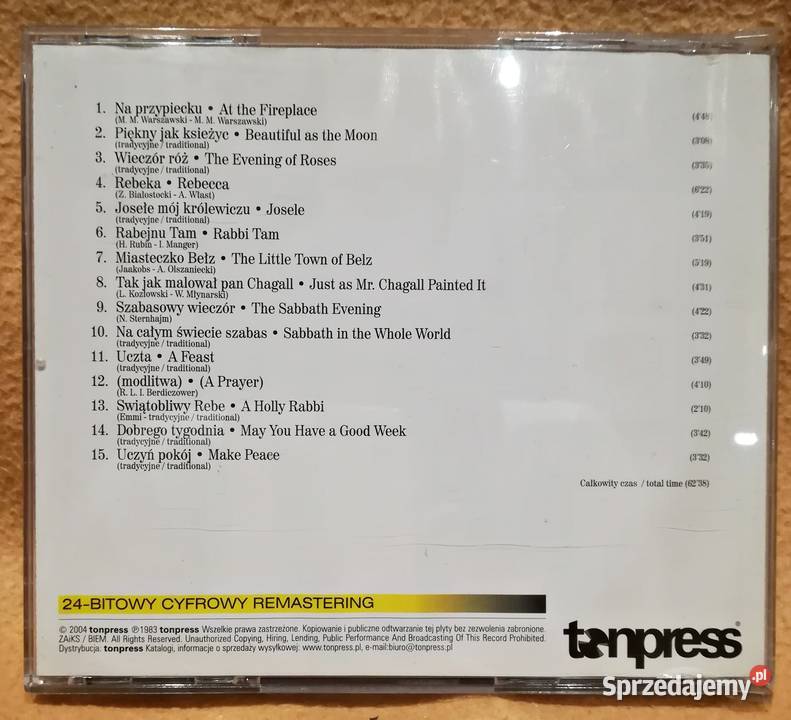 1. Na przypiecku • At the Fireplace (4'48)
(M. M. Warszawski - M. M. Warszawski)
2. Piękny jak księżyc • Beautiful as the Moon (3'08)
(tradycyjne / traditional)
3. Wieczór róż • The Evening of Roses (3'35)
(tradycyjne / traditional)
4. Rebeka • Rebecca (6'22)
(Z. Białostocki - A. Włast)
5. Josełe mój królewiczu • Josele (4'19)
(tradycyjne / traditional)
6. Rabejnu Tam • Rabbi Tam (3'51)
(H. Rubin - I. Manger)
7. Miasteczko Bełz • The Little Town of Belz (5'19)
(Jaakobs - A. Olszaniecki)
8. Tak jak malował pan Chagall • Just as Mr. Chagall Painted It (4'31)
(L. Kozłowski - W. Młynarski)
9. Szabasowy wieczór • The Sabbath Evening (4'22)
(N. Sternhajm)
10. Na całym świecie szabas • Sabbath in the Whole World (3'32)
(tradycyjne / traditional)
11. Uczta • A Feast (3'49)
(tradycyjne / traditional)
12. (modlitwa) • (A Prayer) (4'10)
(R. L. I. Berdiczower)
13. Świątobliwy Rebe • A Holly Rabbi (2'10)
(Emmi - tradycyjne / traditional)
14. Dobrego tygodnia • May You Have a Good Week (3'42)
(tradycyjne / traditional)
15. Uczyń pokój • Make Peace (3'32)
(tradycyjne / traditional)
Całkowity czas / total time (62'38)
24-BITOWY CYFROWY REMASTERING
© 2004 tonpress ℗1983 tonpress Wszelkie prawa zastrzeżone. Kopiowanie i publiczne odtwarzanie tej płyty bez zezwolenia zabronione.
ZAiKS / BIEM. All Rights Reserved. Unauthorized Copying, Hiring, Lending, Public Performance And Broadcasting Of This Record Prohibited.
Dystrybucja: tonpress Katalogi, informacje o sprzedaży wysyłkowej: www.tonpress.pl, e-mail:biuro@tonpress.pl
tonpress®
Sprzedajemy.pl